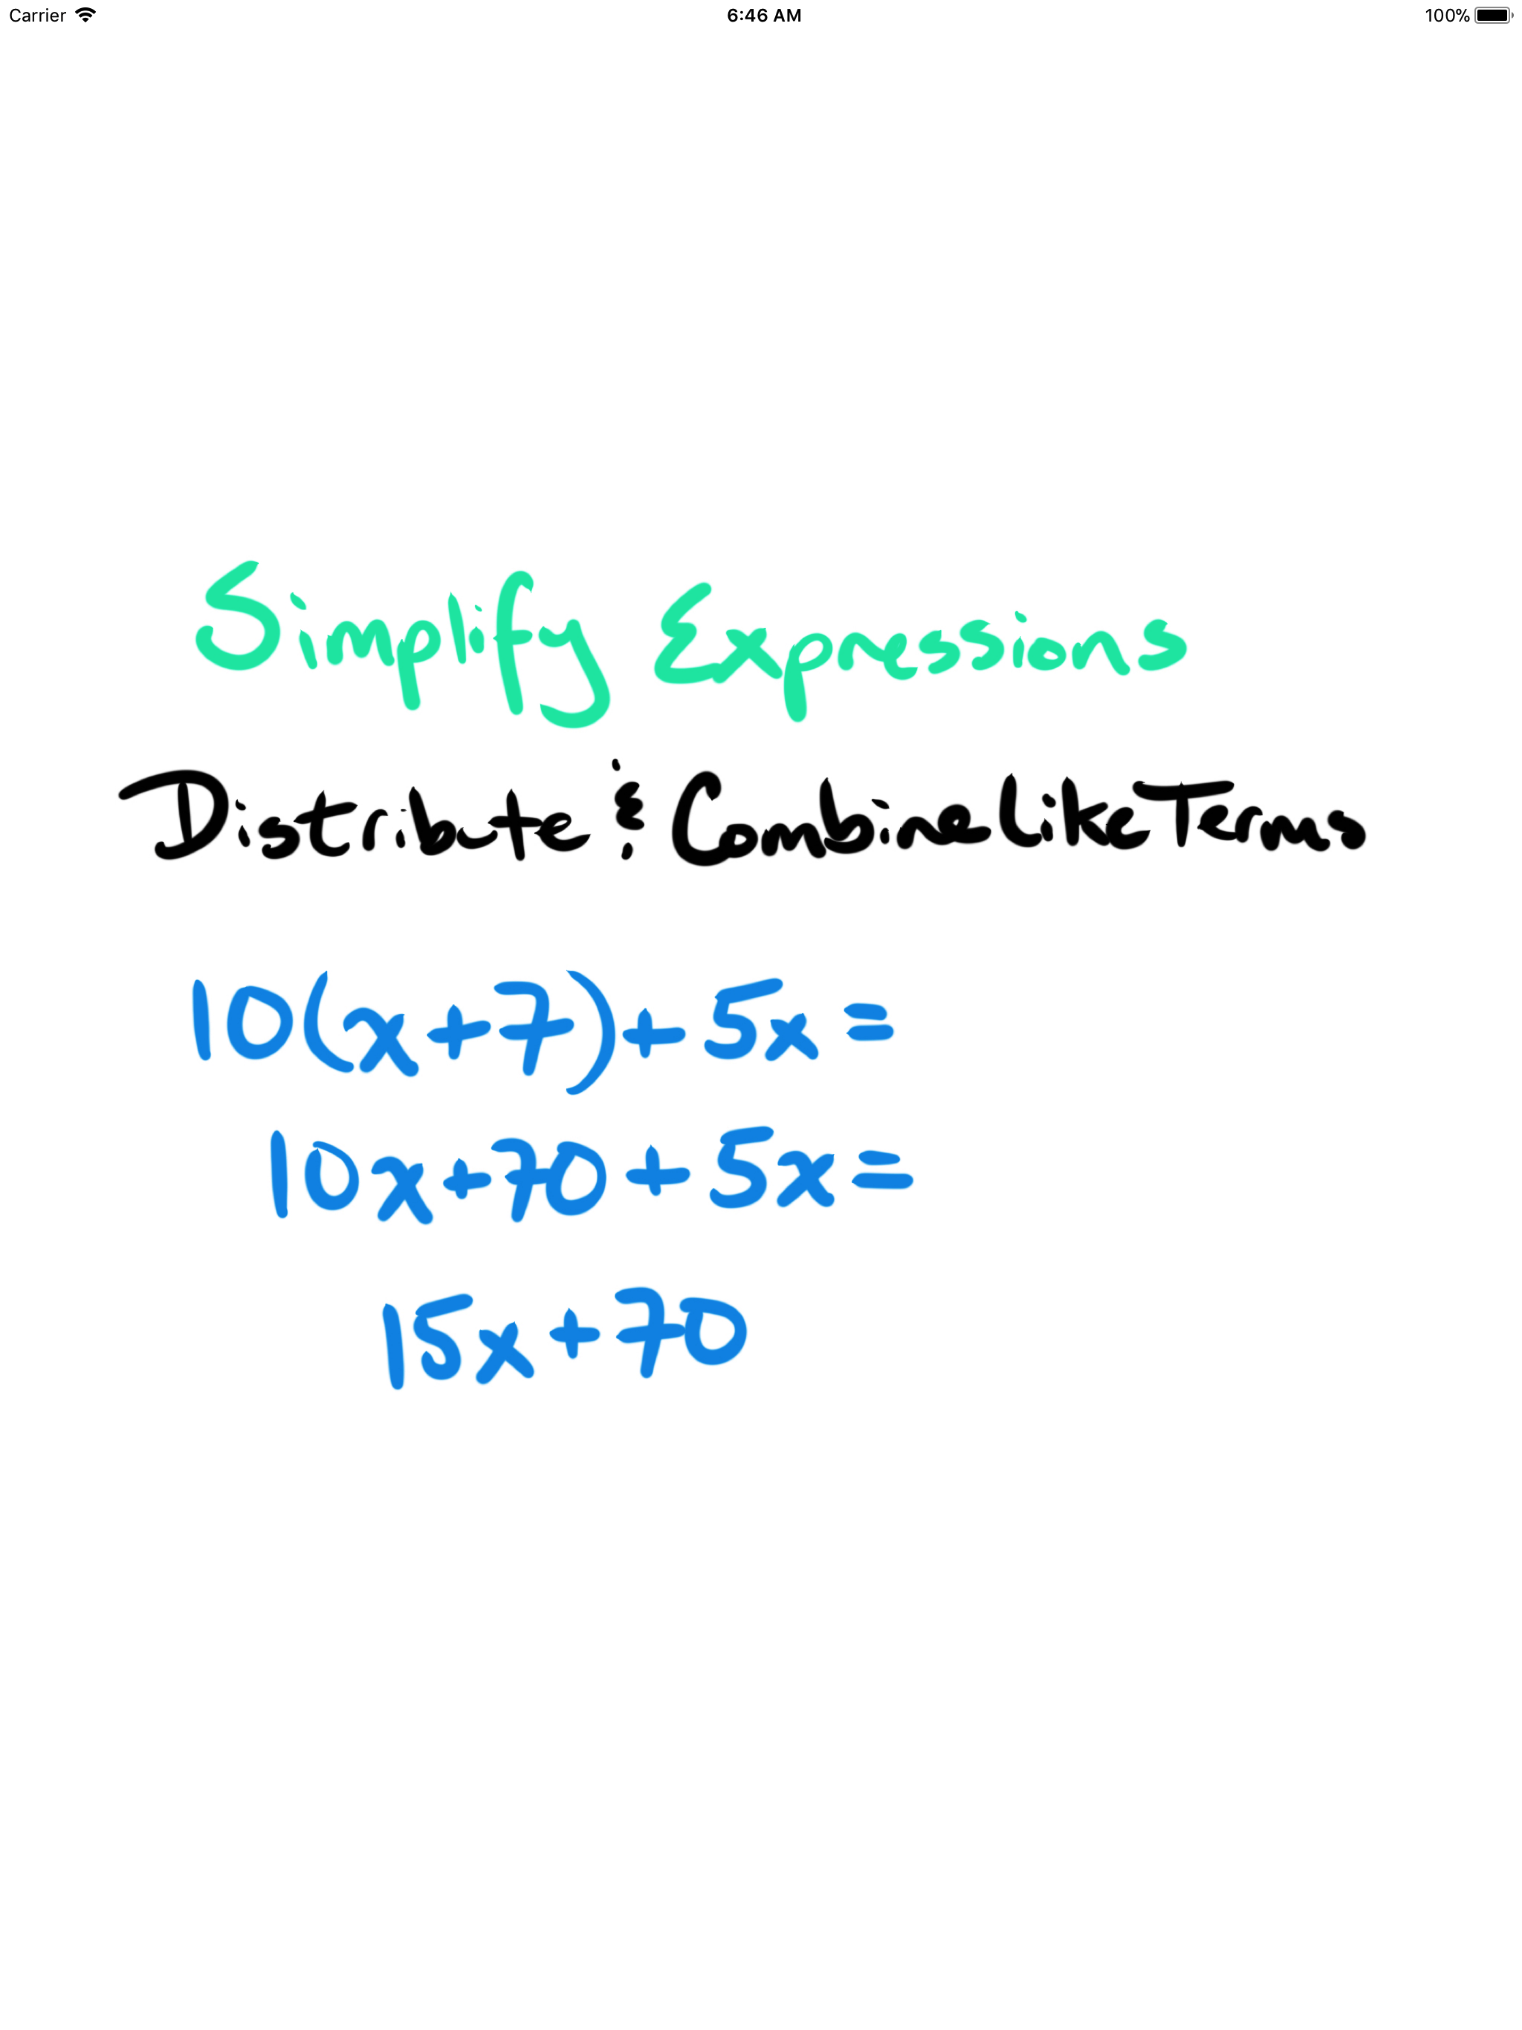 Carrier 6:46 AM 100%
Simplify Expressions
Distribute & Combine Like Terms
10(x+7)+5x=
10x+70+5x=
15x+70